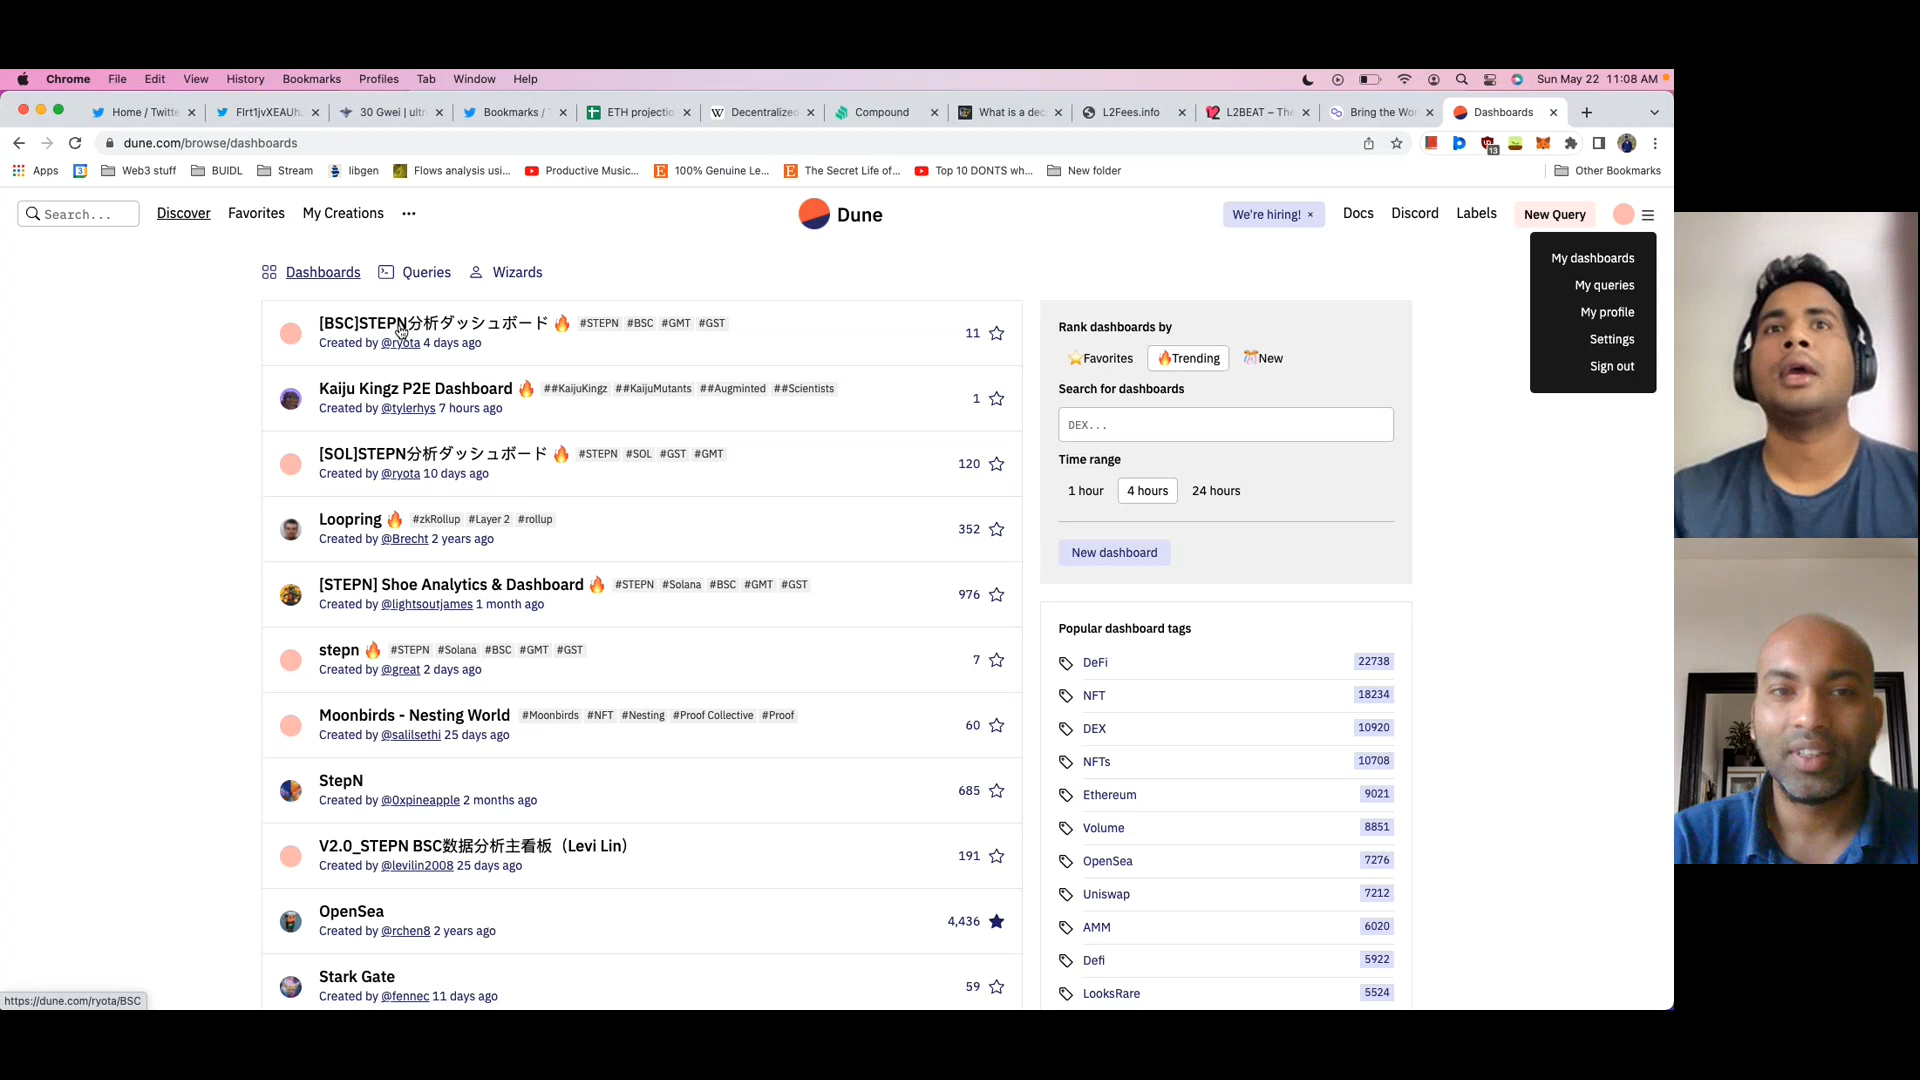 Chrome File Edit View History Bookmarks Profiles Tab Window Help Sun May 22 11:08 AM
Home / Twitte FIrt1jvXEAUh. 30 Gwei | ultr Bookmarks / T ETH projectio Decentralized Compound What is a dec L2Fees.info L2BEAT – The Bring the Wo Dashboards
dune.com/browse/dashboards 13
Apps 3 Web3 stuff BUIDL Stream libgen Flows analysis usi... Productive Music... 100% Genuine Le... The Secret Life of... Top 10 DONTS wh... New folder Other Bookmarks
Search... Discover Favorites My Creations ••• Dune We're hiring! × Docs Discord Labels New Query
My dashboards
My queries
My profile
Settings
Sign out
Dashboards Queries Wizards
[BSC]STEPN分析ダッシュボード 🔥 #STEPN #BSC #GMT #GST
Created by @ryota 4 days ago
11
Kaiju Kingz P2E Dashboard 🔥 ##KaijuKingz ##KaijuMutants ##Augminted ##Scientists
Created by @tylerhys 7 hours ago
1
[SOL]STEPN分析ダッシュボード 🔥 #STEPN #SOL #GST #GMT
Created by @ryota 10 days ago
120
Loopring 🔥 #zkRollup #Layer 2 #rollup
Created by @Brecht 2 years ago
352
[STEPN] Shoe Analytics & Dashboard 🔥 #STEPN #Solana #BSC #GMT #GST
Created by @lightsoutjames 1 month ago
976
stepn 🔥 #STEPN #Solana #BSC #GMT #GST
Created by @great 2 days ago
7
Moonbirds - Nesting World #Moonbirds #NFT #Nesting #Proof Collective #Proof
Created by @salilsethi 25 days ago
60
StepN
Created by @0xpineapple 2 months ago
685
V2.0_STEPN BSC数据分析主看板（Levi Lin）
Created by @levilin2008 25 days ago
191
OpenSea
Created by @rchen8 2 years ago
4,436
Stark Gate
Created by @fennec 11 days ago
59
Rank dashboards by
⭐Favorites 🔥Trending 🎊New
Search for dashboards
DEX...
Time range
1 hour 4 hours 24 hours
New dashboard
Popular dashboard tags
DeFi 22738
NFT 18234
DEX 10920
NFTs 10708
Ethereum 9021
Volume 8851
OpenSea 7276
Uniswap 7212
AMM 6020
Defi 5922
LooksRare 5524
https://dune.com/ryota/BSC